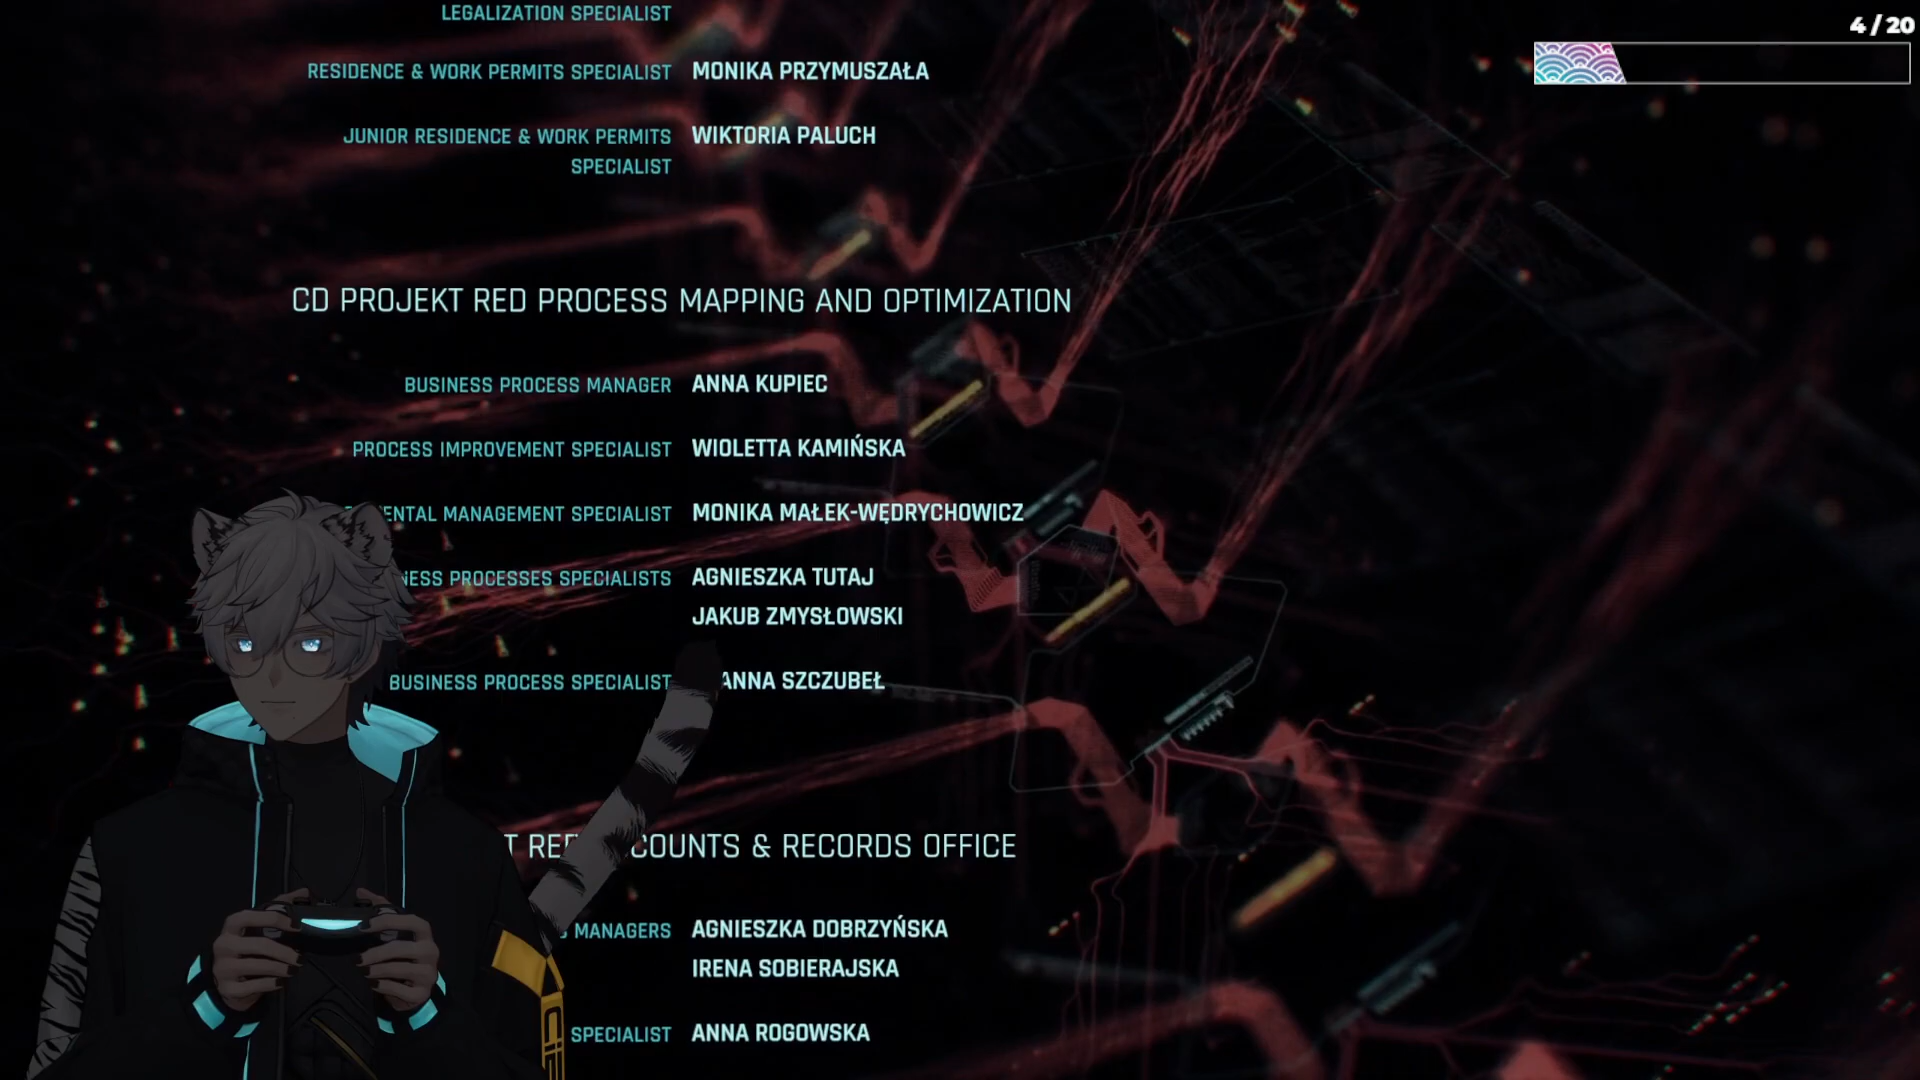 LEGALIZATION SPECIALIST
4 / 20
RESIDENCE & WORK PERMITS SPECIALIST MONIKA PRZYMUSZAŁA
JUNIOR RESIDENCE & WORK PERMITS WIKTORIA PALUCH
SPECIALIST
CD PROJEKT RED PROCESS MAPPING AND OPTIMIZATION
BUSINESS PROCESS MANAGER ANNA KUPIEC
PROCESS IMPROVEMENT SPECIALIST WIOLETTA KAMIŃSKA
MANAGEMENT SPECIALIST MONIKA MAŁEK-WĘDRYCHOWICZ
PROCESSES SPECIALISTS AGNIESZKA TUTAJ
JAKUB ZMYSŁOWSKI
BUSINESS PROCESS SPECIALIST ANNA SZCZUBEŁ
& RECORDS OFFICE
MANAGERS AGNIESZKA DOBRZYŃSKA
IRENA SOBIERAJSKA
SPECIALIST ANNA ROGOWSKA